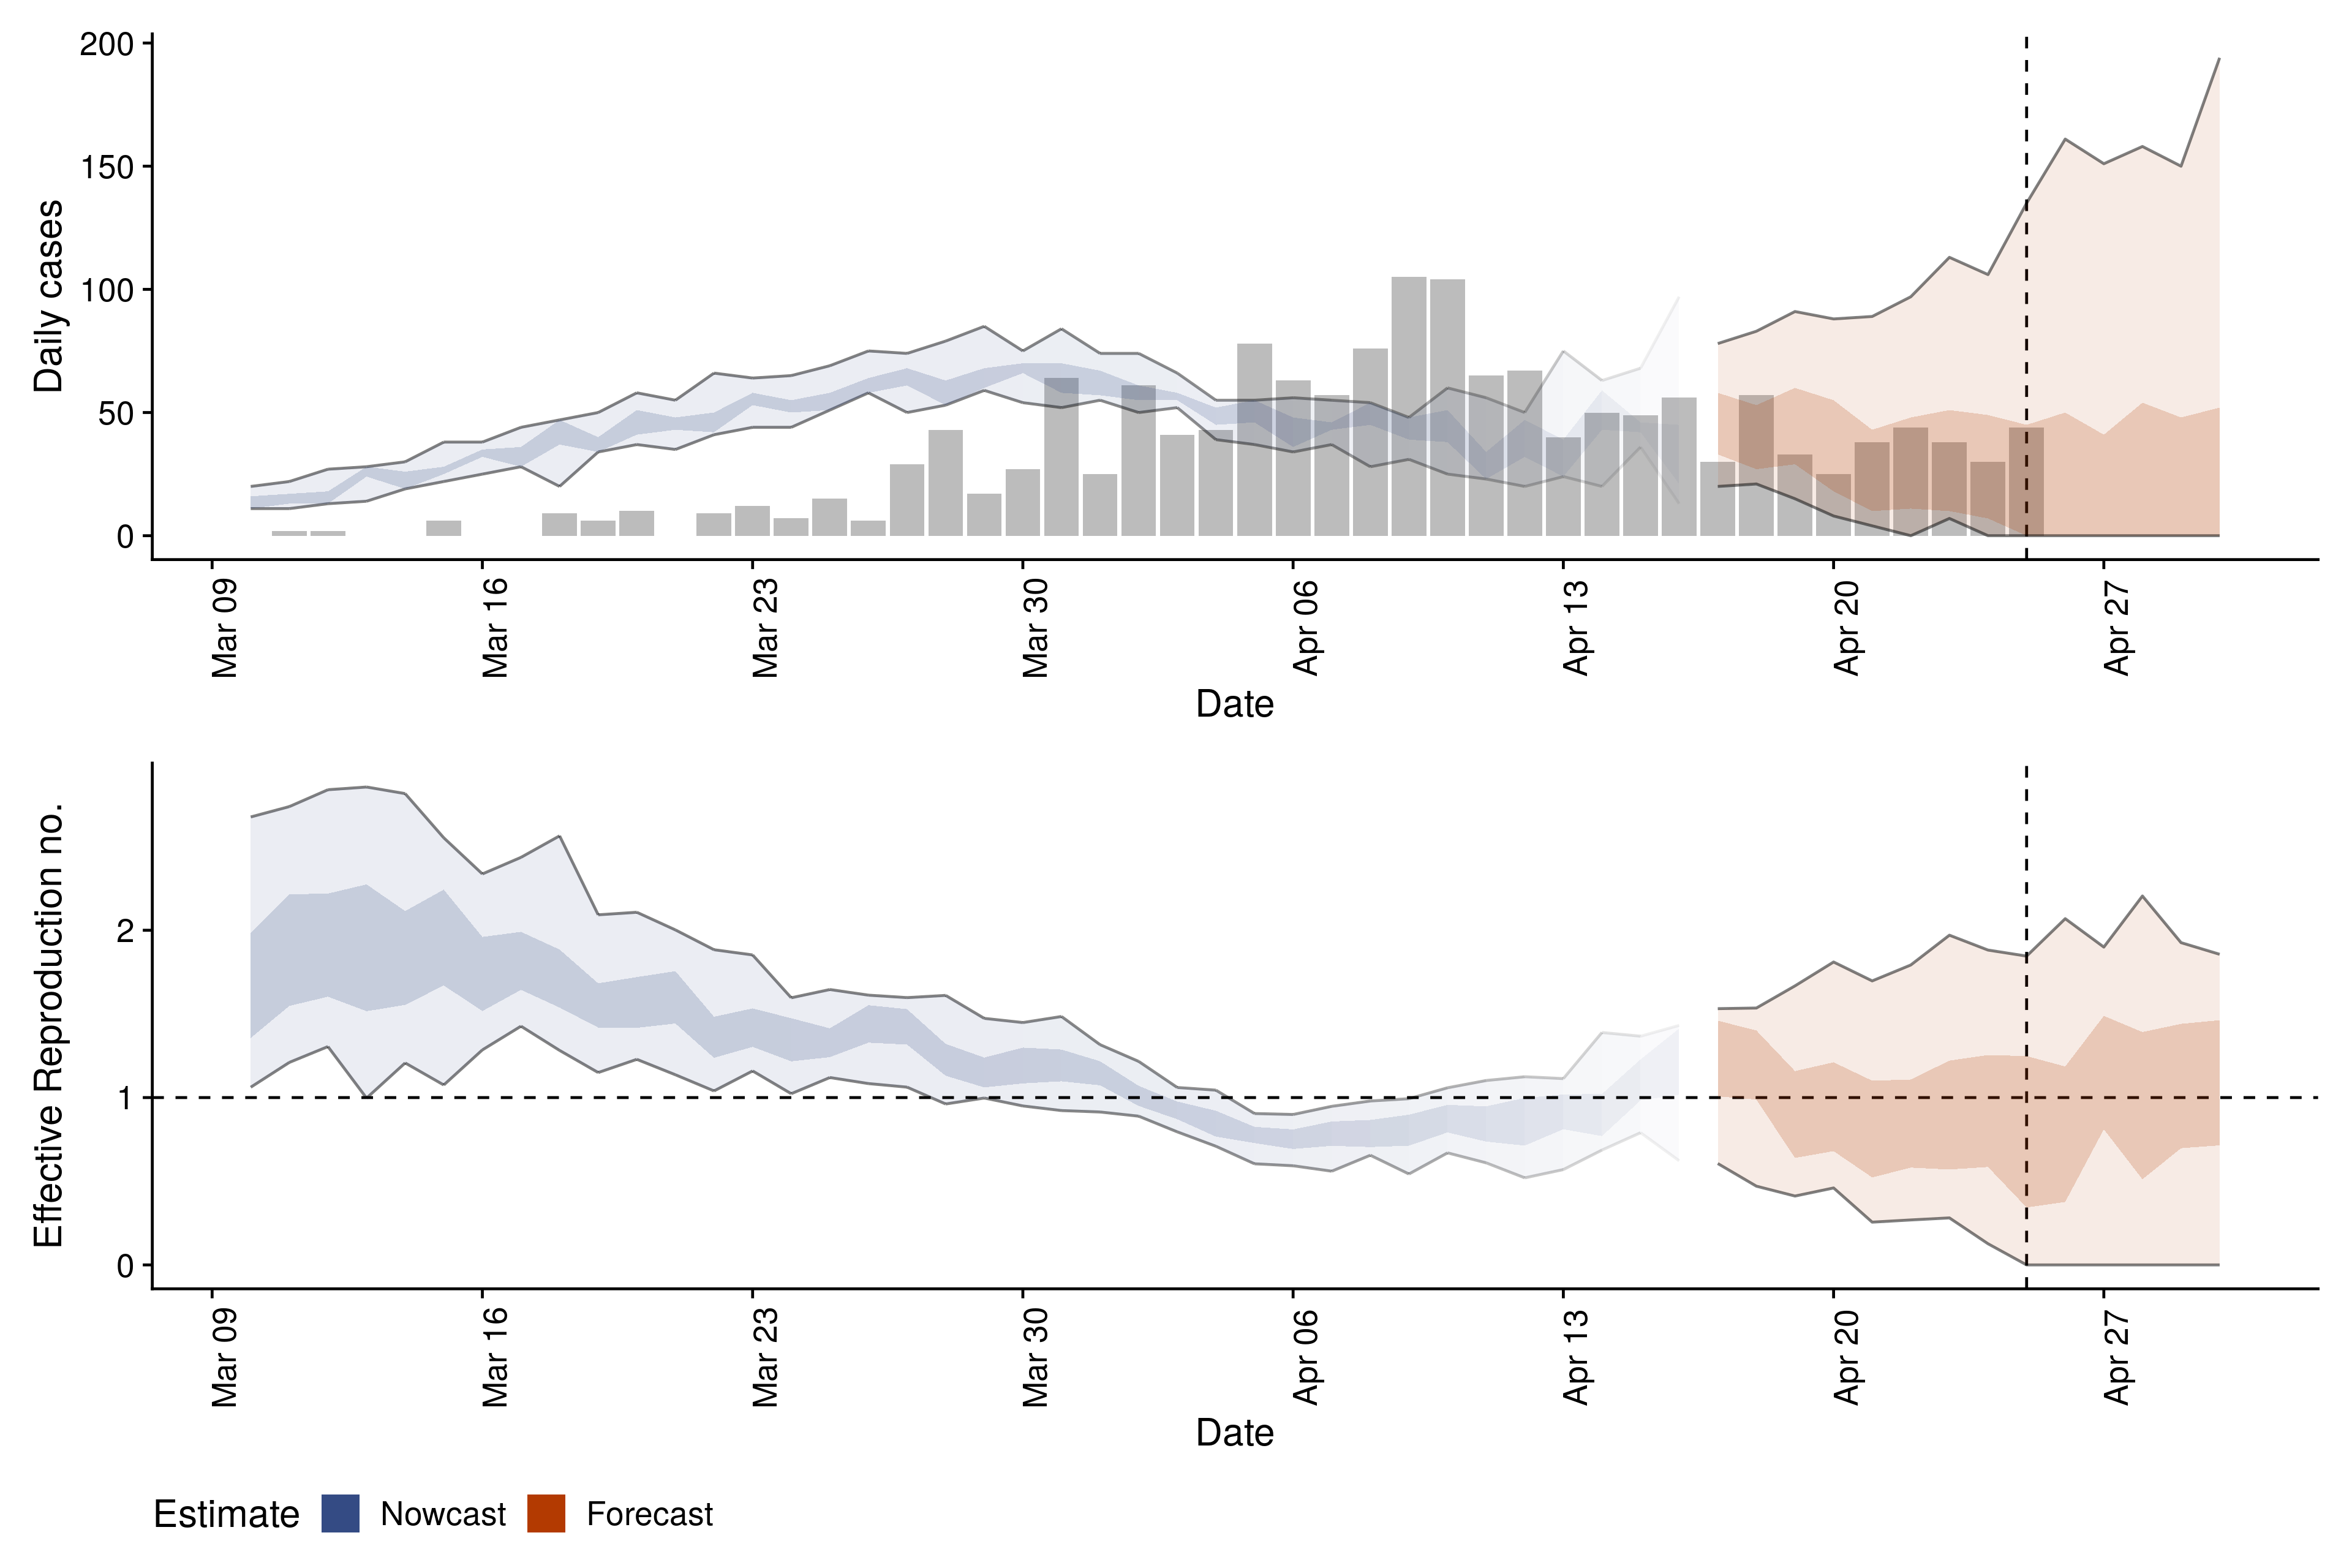 200
150
100
50
0
Daily cases
Mar 09
Mar 16
Mar 23
Mar 30
Apr 06
Apr 13
Apr 20
Apr 27
Date
2
1
0
Effective Reproduction no.
Mar 09
Mar 16
Mar 23
Mar 30
Apr 06
Apr 13
Apr 20
Apr 27
Date
Estimate Nowcast Forecast